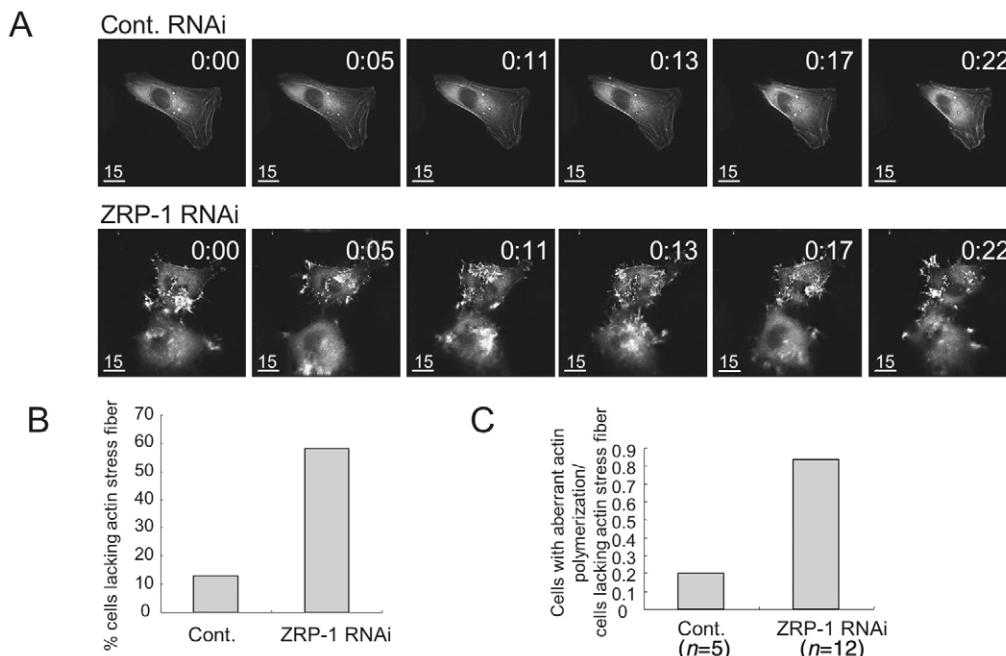 A
Cont. RNAi
0:00 0:05 0:11 0:13 0:17 0:22
15 15 15 15 15 15
ZRP-1 RNAi
0:00 0:05 0:11 0:13 0:17 0:22
15 15 15 15 15 15
B
% cells lacking actin stress fiber
70
60
50
40
30
20
10
0
Cont. ZRP-1 RNAi
C
Cells with aberrant actin
polymerization/
cells lacking actin stress fiber
0.9
0.8
0.7
0.6
0.5
0.4
0.3
0.2
0.1
0
Cont. ZRP-1 RNAi
(n=5) (n=12)